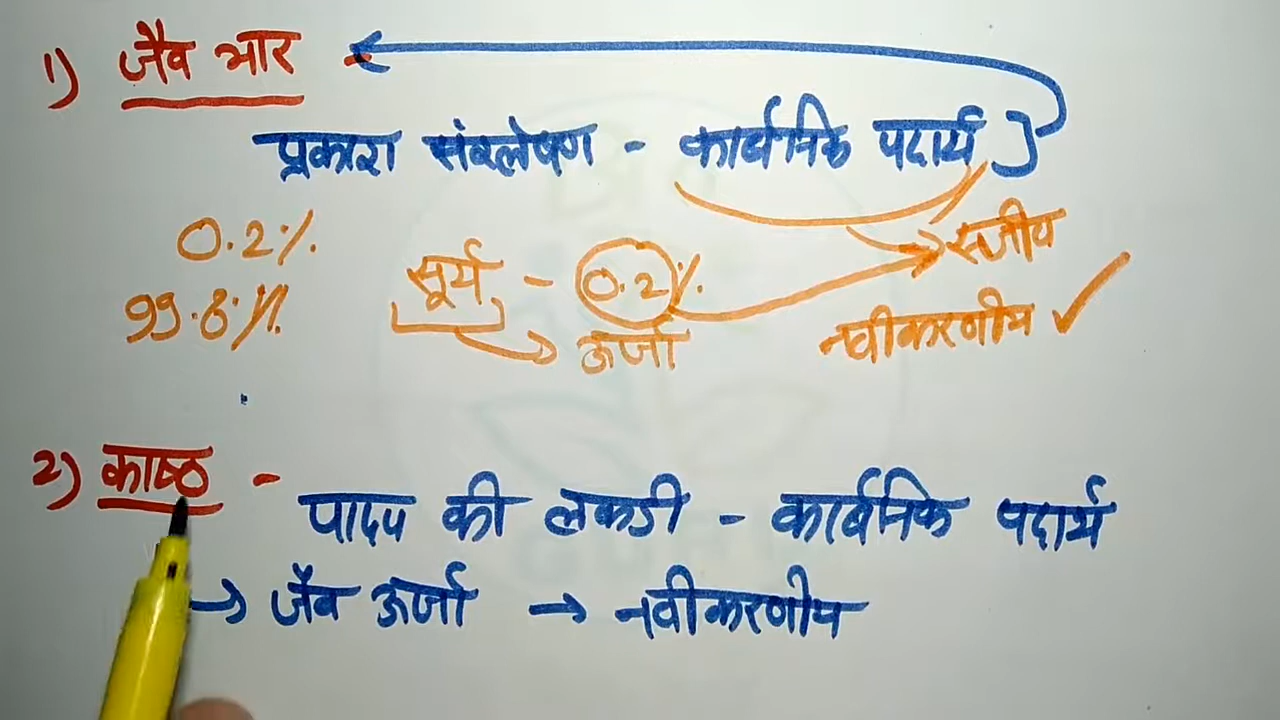 1) जैव भार -
प्रकाश संश्लेषण - कार्बनिक पदार्थ ]
0.2% सूर्य - 0.2% सजीव
99.8% ऊर्जा नवीकरणीय ✓
2) काष्ठ -
पादप की लकडी - कार्बनिक पदार्थ
→ जैव ऊर्जा → नवीकरणीय